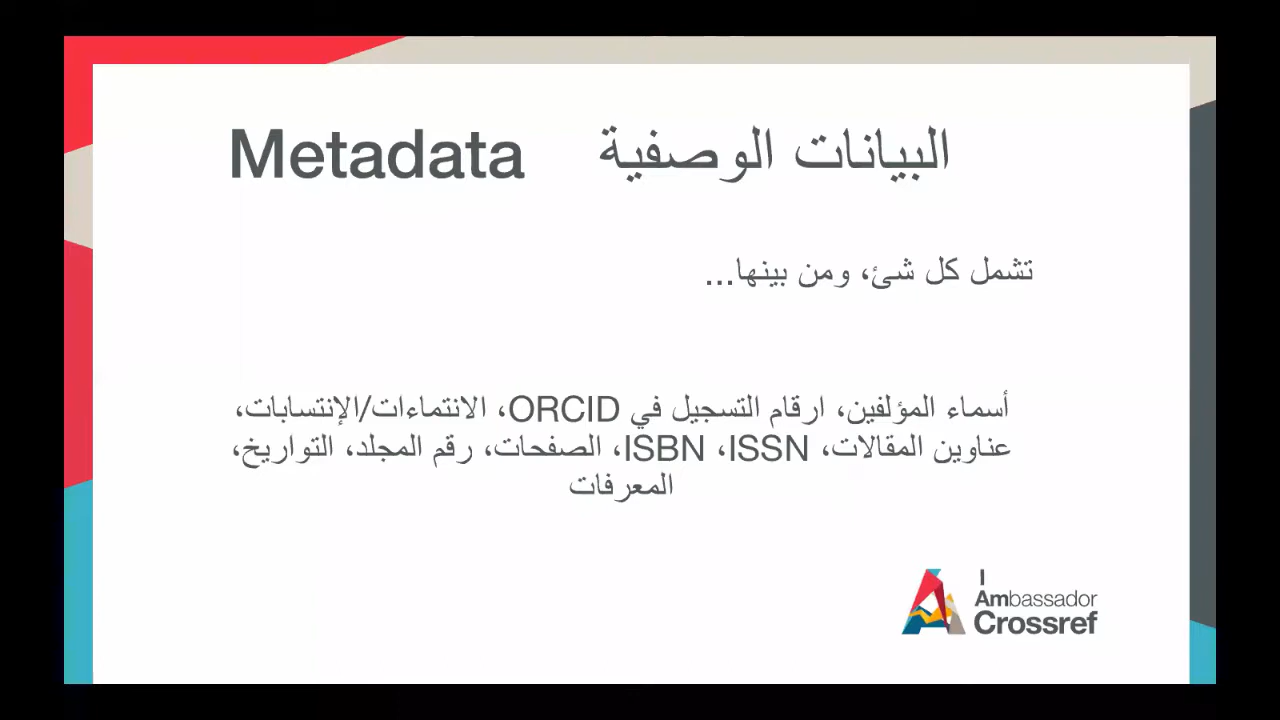 البيانات الوصفية Metadata
تشمل كل شئ، ومن بينها...
أسماء المؤلفين، ارقام التسجيل في ORCID، الانتماءات/الإنتسابات،
عناوين المقالات، ISSN، ISBN، الصفحات، رقم المجلد، التواريخ،
المعرفات
I
Ambassador
Crossref